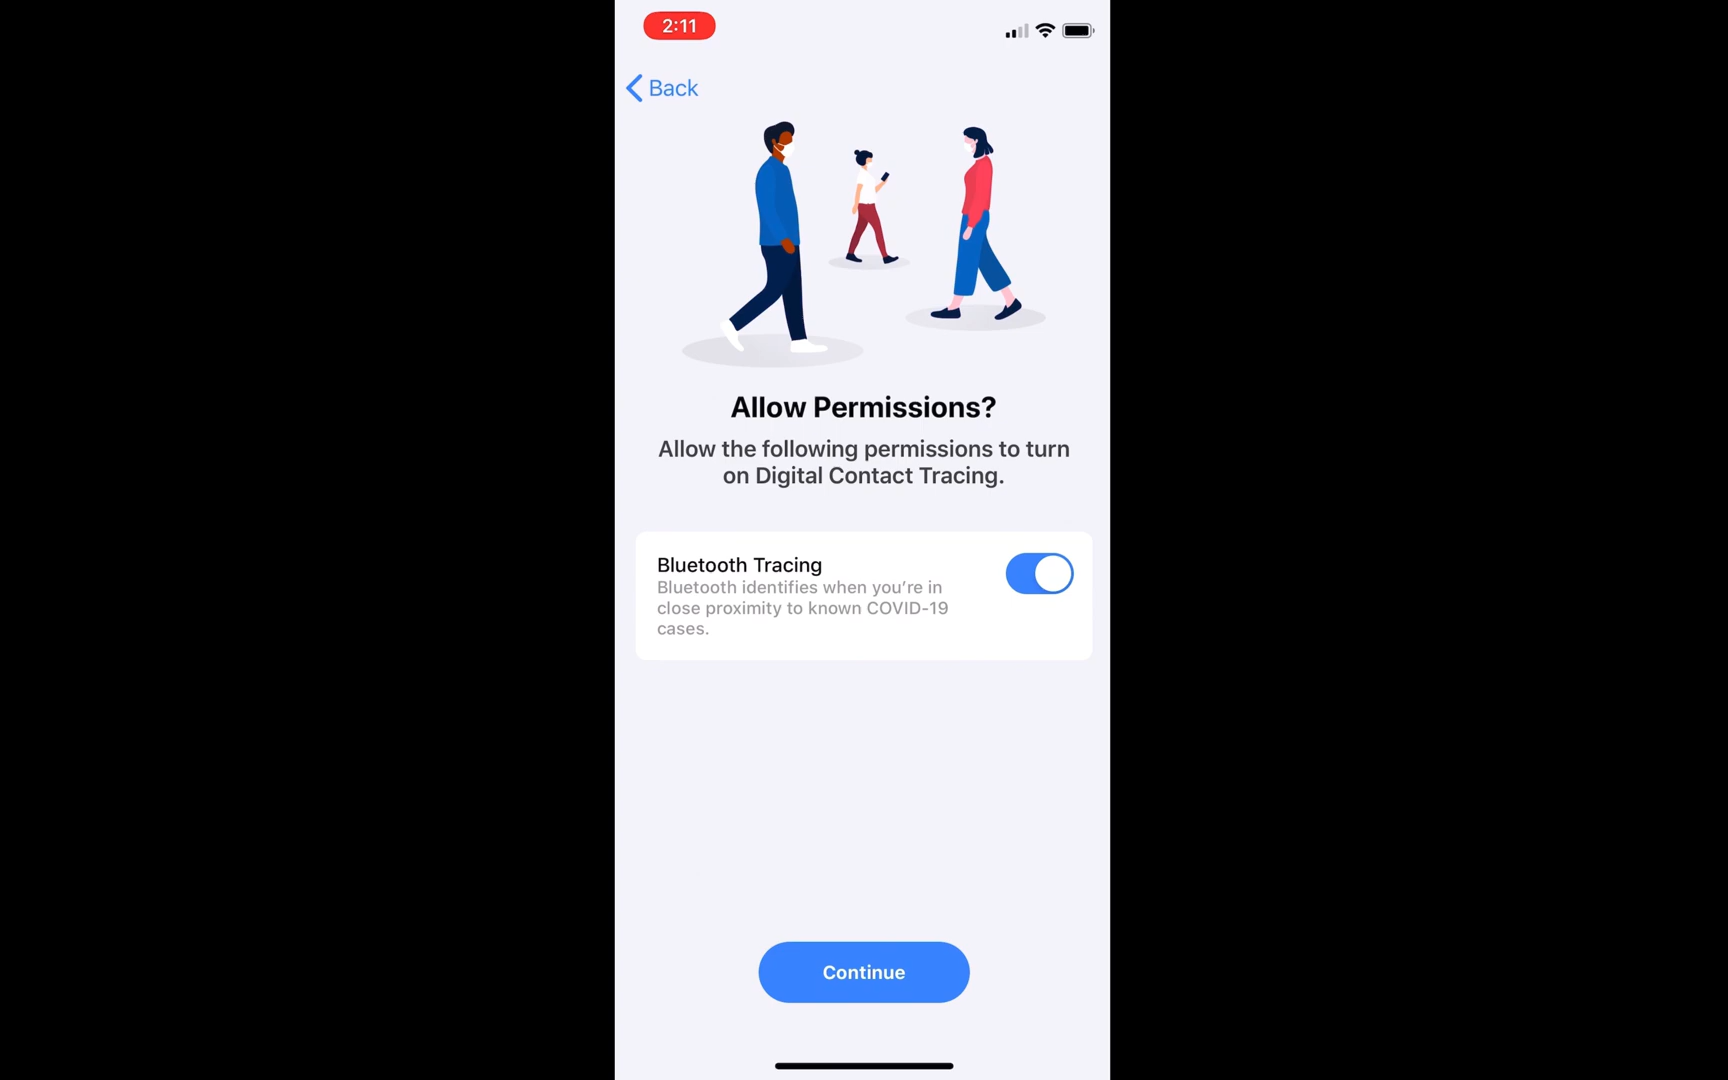 2:11
Back
Allow Permissions?
Allow the following permissions to turn
on Digital Contact Tracing.
Bluetooth Tracing
Bluetooth identifies when you’re in
close proximity to known COVID-19
cases.
Continue